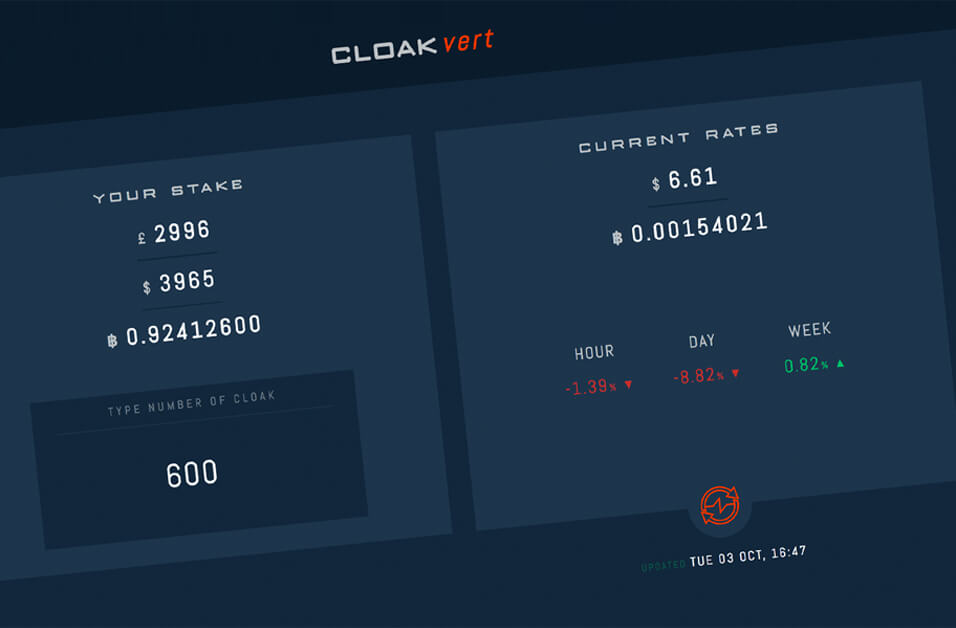 CLOAKvert
YOUR STAKE
£ 2996
$ 3965
฿ 0.92412600
TYPE NUMBER OF CLOAK
600
CURRENT RATES
$ 6.61
฿ 0.00154021
HOUR DAY WEEK
-1.39% ▼ -8.82% ▼ 0.82% ▲
UPDATED TUE 03 OCT, 16:47